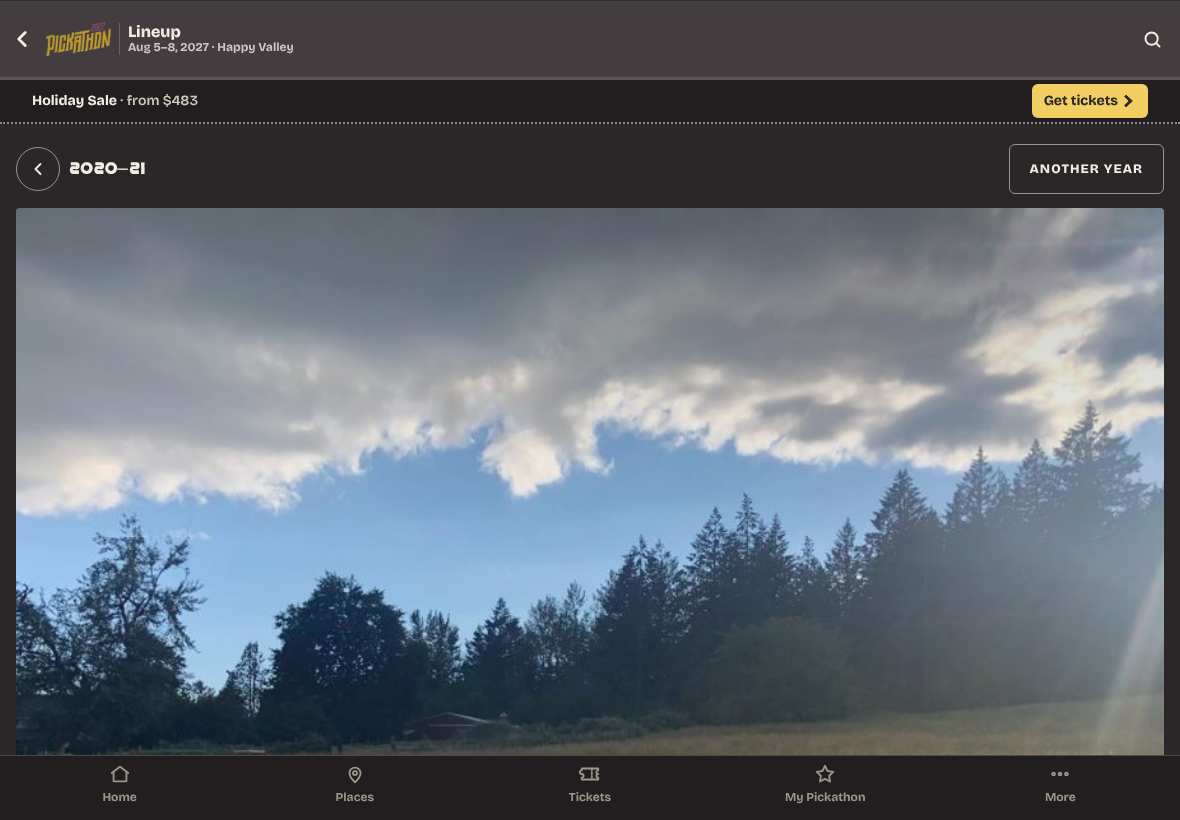 PICKATHON
Lineup
Aug 5–8, 2027 · Happy Valley
Holiday Sale · from $483
Get tickets
2020–21
ANOTHER YEAR
Home
Places
Tickets
My Pickathon
More